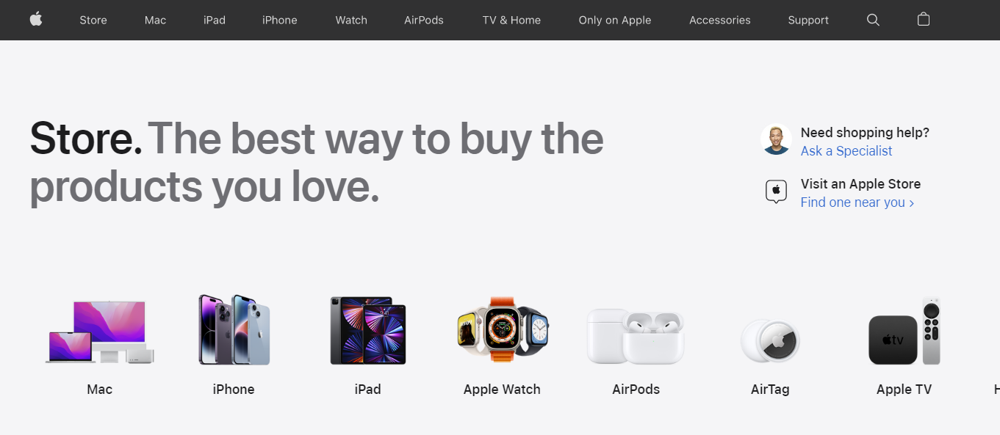 Store Mac iPad iPhone Watch AirPods TV & Home Only on Apple Accessories Support
Store. The best way to buy the
products you love.
Need shopping help?
Ask a Specialist
Visit an Apple Store
Find one near you >
tv
Mac iPhone iPad Apple Watch AirPods AirTag Apple TV